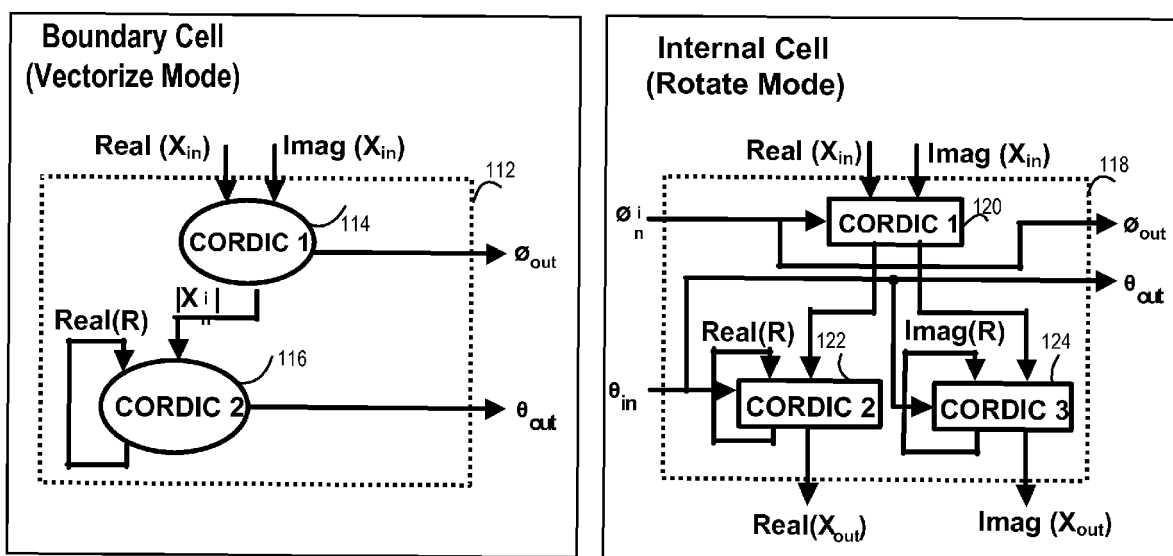 Boundary Cell
(Vectorize Mode)
Real (Xin)
Imag (Xin)
112
114
CORDIC 1
øout
|Xin|
Real(R)
116
CORDIC 2
θout
Internal Cell
(Rotate Mode)
Real (Xin)
Imag (Xin)
118
øin
120
CORDIC 1
øout
θout
Real(R)
122
Imag(R)
124
θin
CORDIC 2
CORDIC 3
Real(Xout)
Imag (Xout)